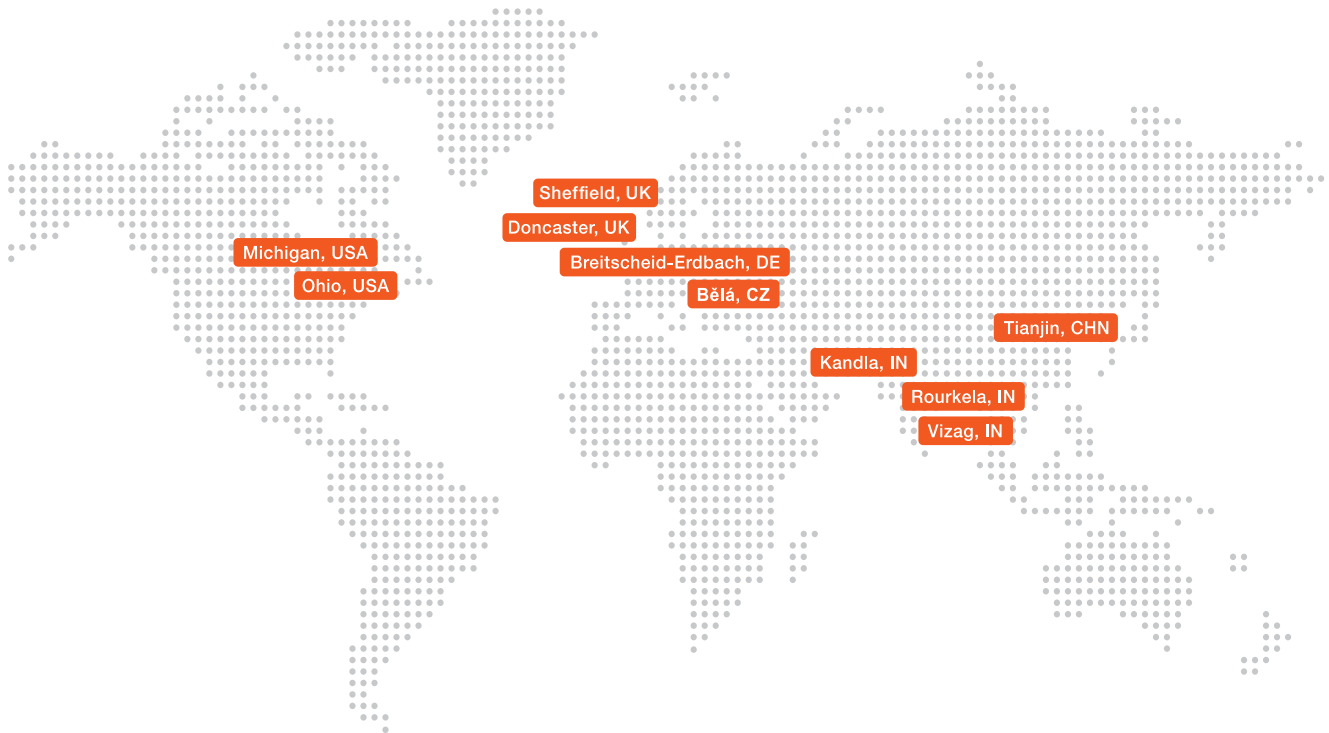 Sheffield, UK
Doncaster, UK
Michigan, USA
Breitscheid-Erdbach, DE
Ohio, USA
Bělá, CZ
Tianjin, CHN
Kandla, IN
Rourkela, IN
Vizag, IN